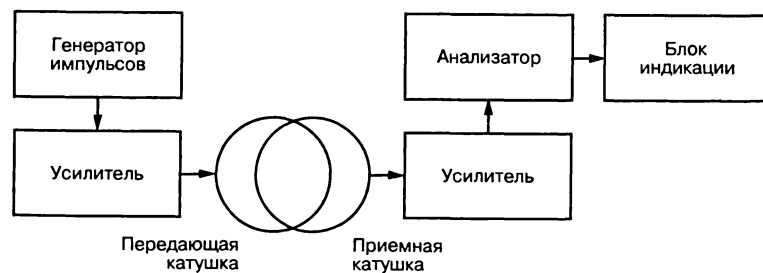 Генератор
импульсов
Усилитель
Передающая
катушка
Приемная
катушка
Усилитель
Анализатор
Блок
индикации